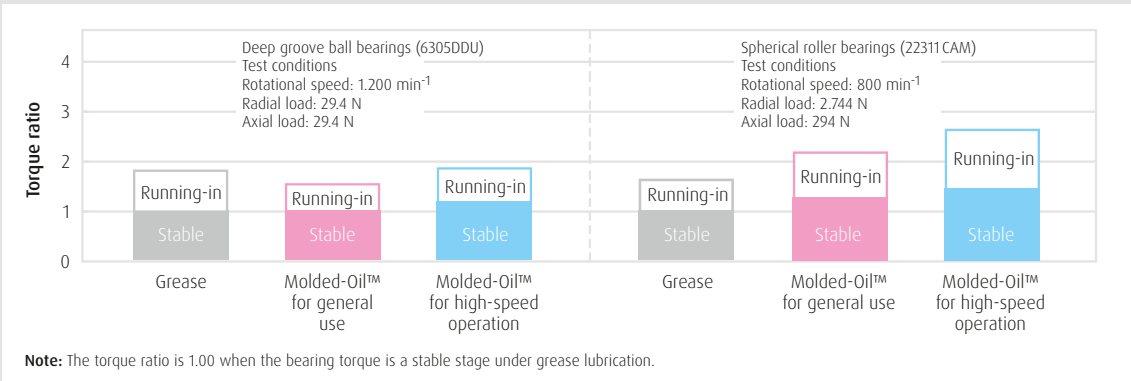 Torque ratio
4
3
2
1
0
Deep groove ball bearings (6305DDU)
Test conditions
Rotational speed: 1.200 min-1
Radial load: 29.4 N
Axial load: 29.4 N
Running-in
Stable
Grease
Running-in
Stable
Molded-Oil™
for general
use
Running-in
Stable
Molded-Oil™
for high-speed
operation
Spherical roller bearings (22311 CAM)
Test conditions
Rotational speed: 800 min-1
Radial load: 2.744 N
Axial load: 294 N
Running-in
Stable
Grease
Running-in
Stable
Molded-Oil™
for general use
Running-in
Stable
Molded-Oil™
for high-speed
operation
Note: The torque ratio is 1.00 when the bearing torque is a stable stage under grease lubrication.